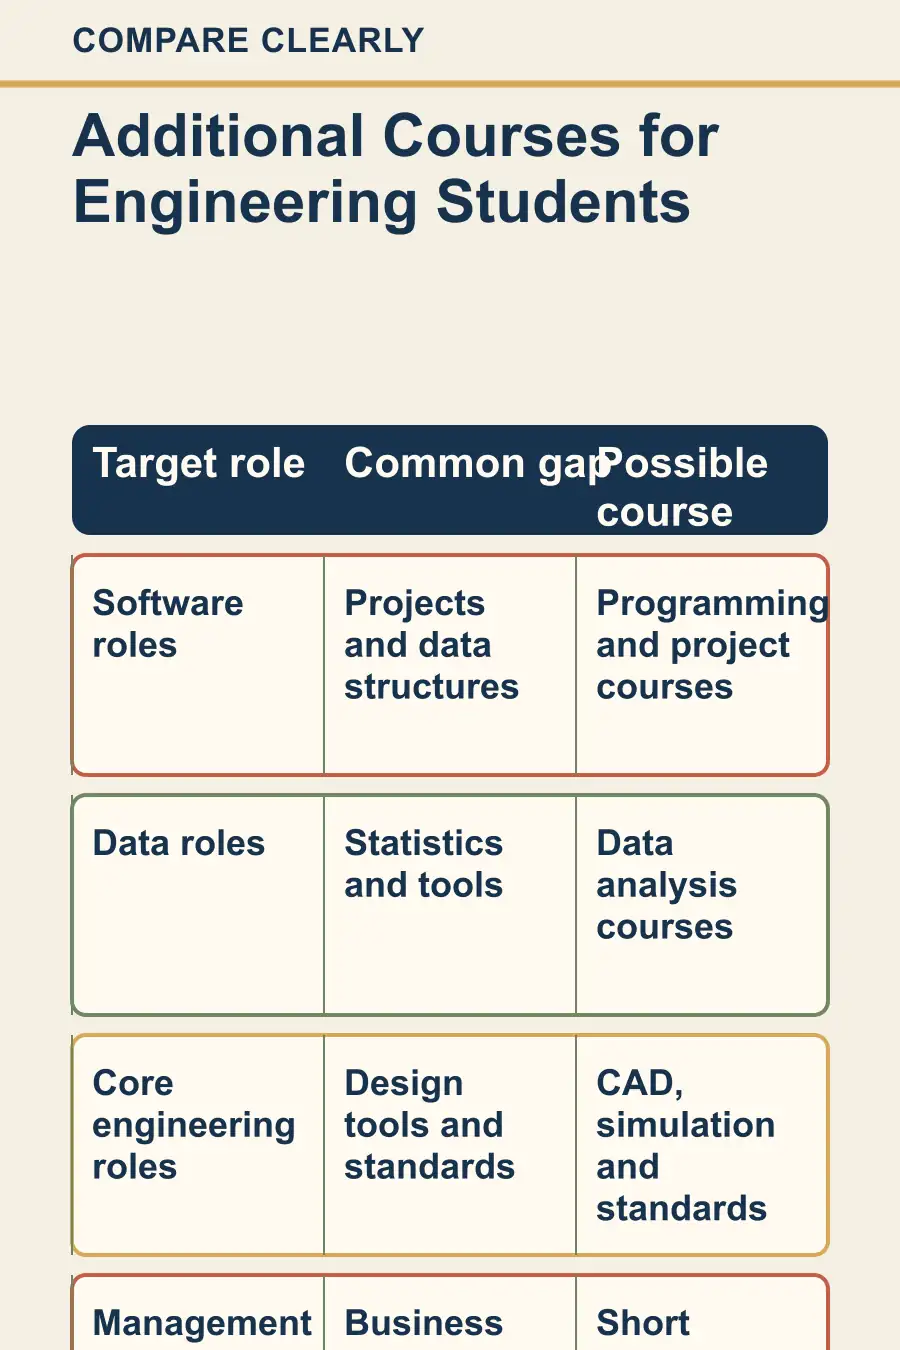 COMPARE CLEARLY
Additional Courses for
Engineering Students
Target role
Common gap
Possible
course
Software
roles
Projects
and data
structures
Programming
and project
courses
Data roles
Statistics
and tools
Data
analysis
courses
Core
engineering
roles
Design
tools and
standards
CAD,
simulation
and
standards
Management
Business
Short